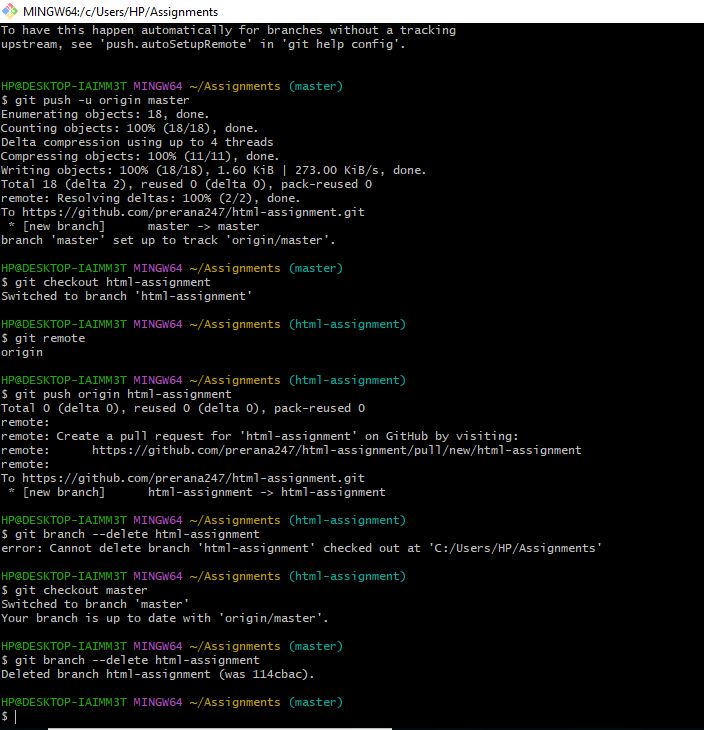 MINGW64:/c/Users/HP/Assignments
To have this happen automatically for branches without a tracking
upstream, see 'push.autoSetupRemote' in 'git help config'.
HP@DESKTOP-IAIMM3T MINGW64 ~/Assignments (master)
$ git push -u origin master
Enumerating objects: 18, done.
Counting objects: 100% (18/18), done.
Delta compression using up to 4 threads
Compressing objects: 100% (11/11), done.
Writing objects: 100% (18/18), 1.60 KiB | 273.00 KiB/s, done.
Total 18 (delta 2), reused 0 (delta 0), pack-reused 0
remote: Resolving deltas: 100% (2/2), done.
To https://github.com/prerana247/html-assignment.git
 * [new branch]      master -> master
branch 'master' set up to track 'origin/master'.
HP@DESKTOP-IAIMM3T MINGW64 ~/Assignments (master)
$ git checkout html-assignment
Switched to branch 'html-assignment'
HP@DESKTOP-IAIMM3T MINGW64 ~/Assignments (html-assignment)
$ git remote
origin
HP@DESKTOP-IAIMM3T MINGW64 ~/Assignments (html-assignment)
$ git push origin html-assignment
Total 0 (delta 0), reused 0 (delta 0), pack-reused 0
remote:
remote: Create a pull request for 'html-assignment' on GitHub by visiting:
remote:      https://github.com/prerana247/html-assignment/pull/new/html-assignment
remote:
To https://github.com/prerana247/html-assignment.git
 * [new branch]      html-assignment -> html-assignment
HP@DESKTOP-IAIMM3T MINGW64 ~/Assignments (html-assignment)
$ git branch --delete html-assignment
error: Cannot delete branch 'html-assignment' checked out at 'C:/Users/HP/Assignments'
HP@DESKTOP-IAIMM3T MINGW64 ~/Assignments (html-assignment)
$ git checkout master
Switched to branch 'master'
Your branch is up to date with 'origin/master'.
HP@DESKTOP-IAIMM3T MINGW64 ~/Assignments (master)
$ git branch --delete html-assignment
Deleted branch html-assignment (was 114cbac).
HP@DESKTOP-IAIMM3T MINGW64 ~/Assignments (master)
$